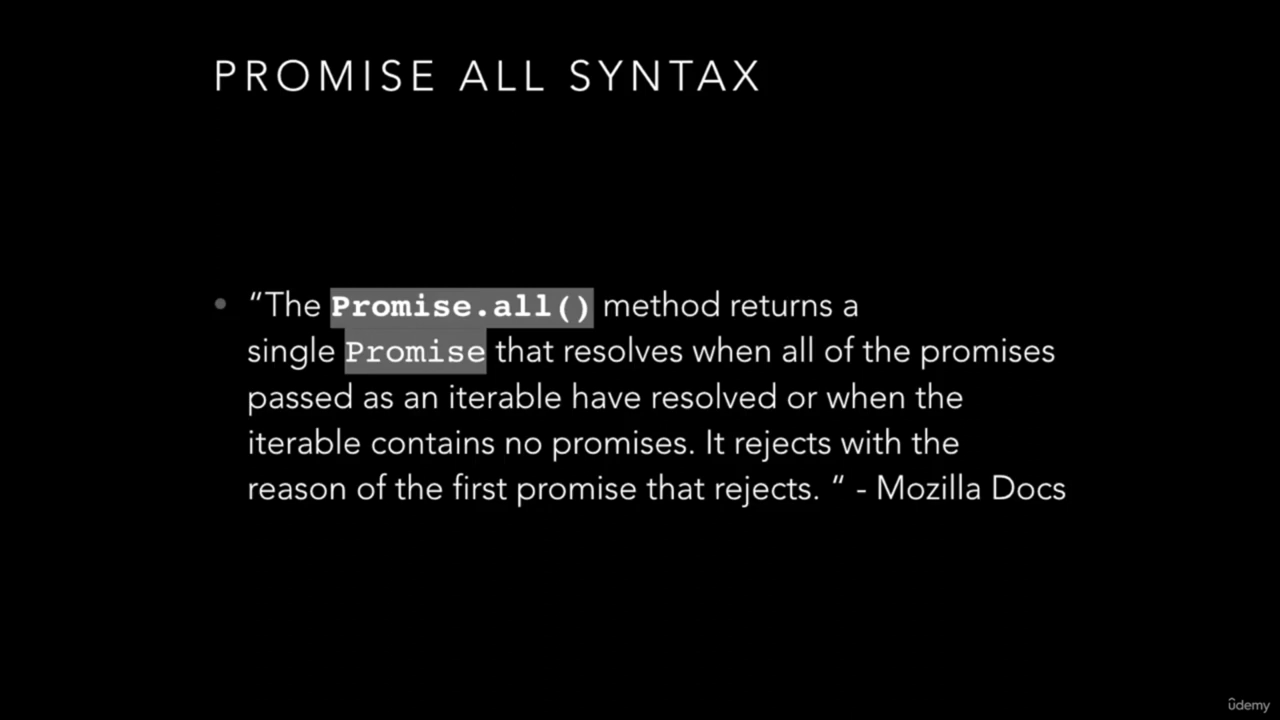 PROMISE ALL SYNTAX
• “The Promise.all() method returns a
single Promise that resolves when all of the promises
passed as an iterable have resolved or when the
iterable contains no promises. It rejects with the
reason of the first promise that rejects. “ - Mozilla Docs
ûdemy